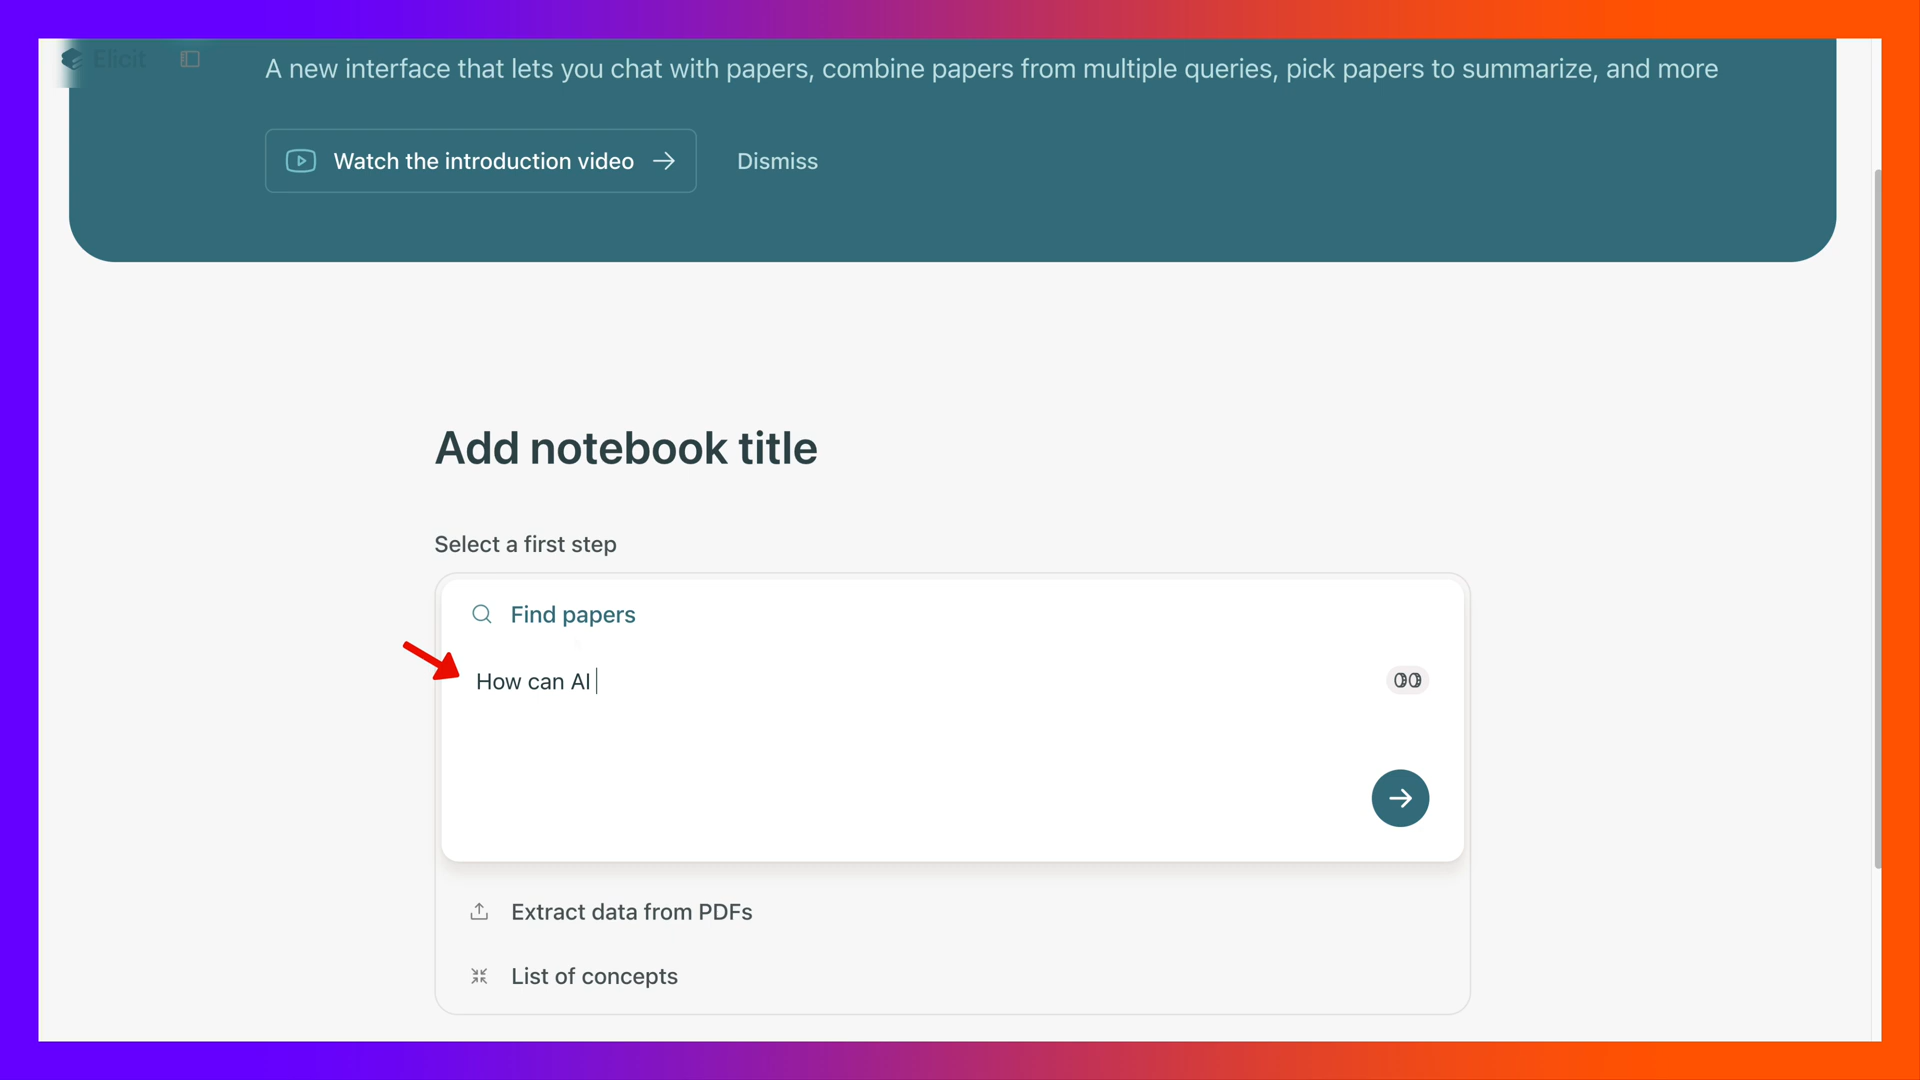 Elicit
A new interface that lets you chat with papers, combine papers from multiple queries, pick papers to summarize, and more
Watch the introduction video
Dismiss
Add notebook title
Select a first step
Find papers
How can AI
Extract data from PDFs
List of concepts